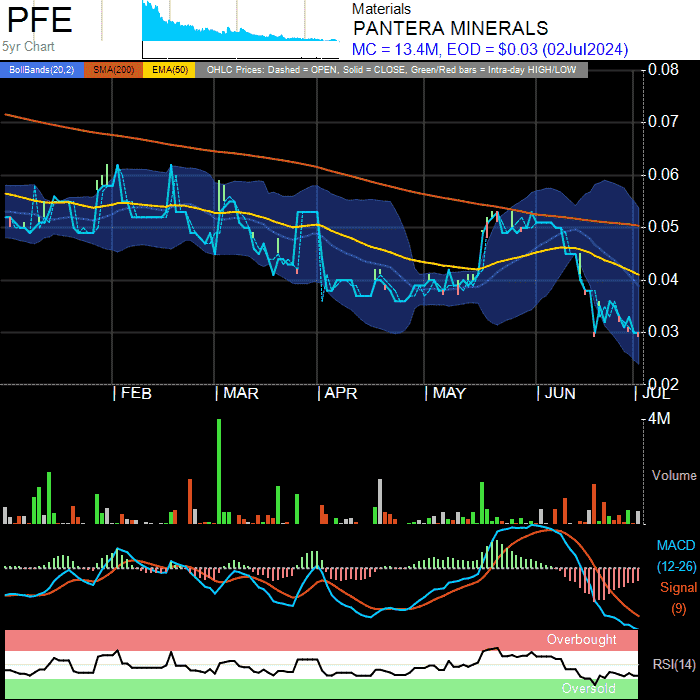 PFE
5yr Chart
Materials
PANTERA MINERALS
MC = 13.4M, EOD = $0.03 (02Jul2024)
BollBands(20,2) SMA(200) EMA(50) OHLC Prices: Dashed = OPEN, Solid = CLOSE, Green/Red bars = Intra-day HIGH/LOW
0.08
0.07
0.06
0.05
0.04
0.03
0.02
FEB MAR APR MAY JUN JUL
4M
Volume
MACD
(12-26)
Signal
(9)
Overbought
RSI(14)
Oversold